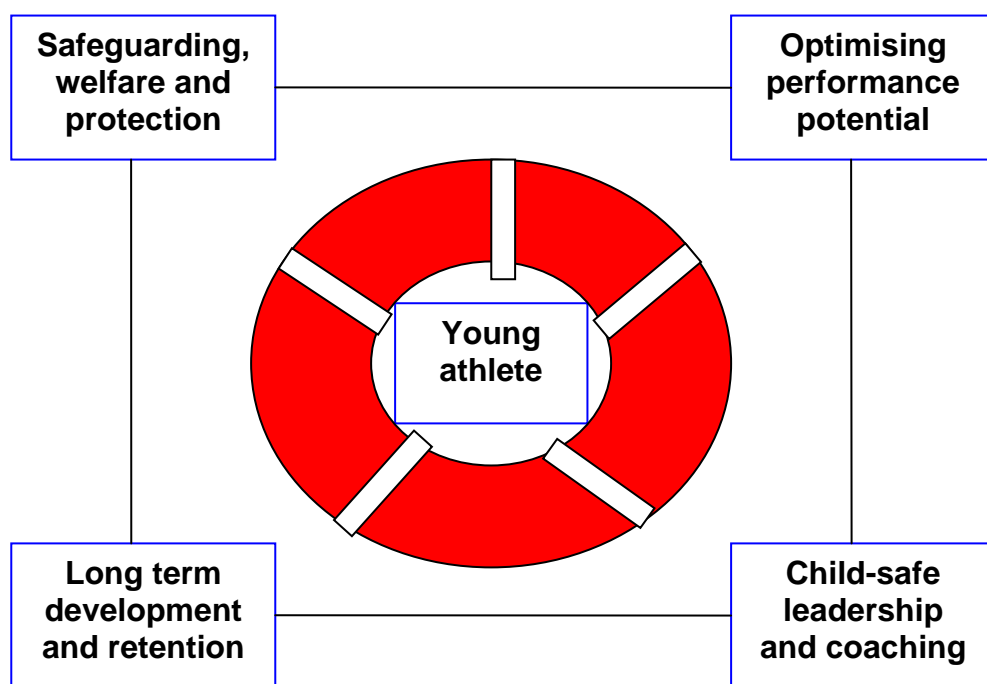 Safeguarding,
welfare and
protection
Optimising
performance
potential
Young
athlete
Long term
development
and retention
Child-safe
leadership
and coaching